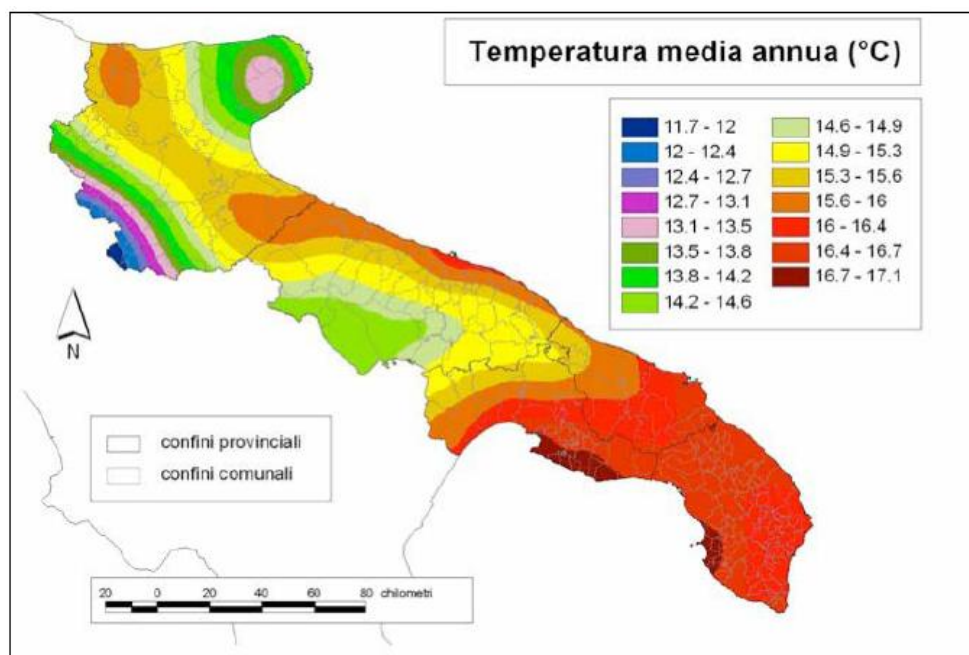 Temperatura media annua (°C)
11.7 - 12
12 - 12.4
12.4 - 12.7
12.7 - 13.1
13.1 - 13.5
13.5 - 13.8
13.8 - 14.2
14.2 - 14.6
14.6 - 14.9
14.9 - 15.3
15.3 - 15.6
15.6 - 16
16 - 16.4
16.4 - 16.7
16.7 - 17.1
N
confini provinciali
confini comunali
20 0 20 40 60 80 chilometri